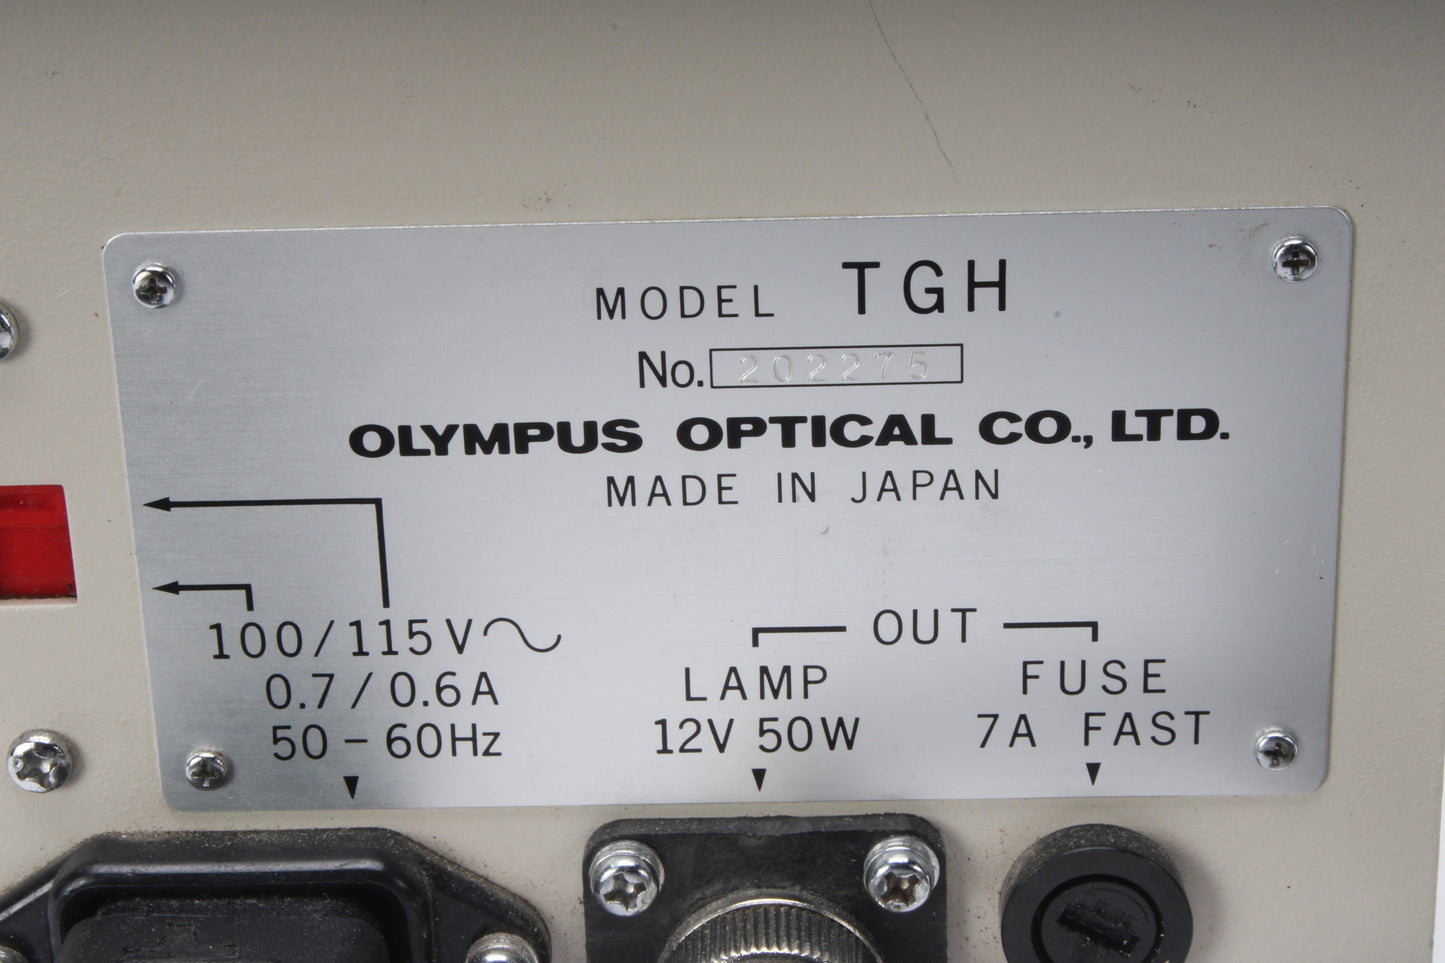 MODEL TGH
No. 202275
OLYMPUS OPTICAL CO., LTD.
MADE IN JAPAN
100/115V～
0.7/0.6A
50-60Hz
OUT
LAMP
12V 50W
FUSE
7A FAST